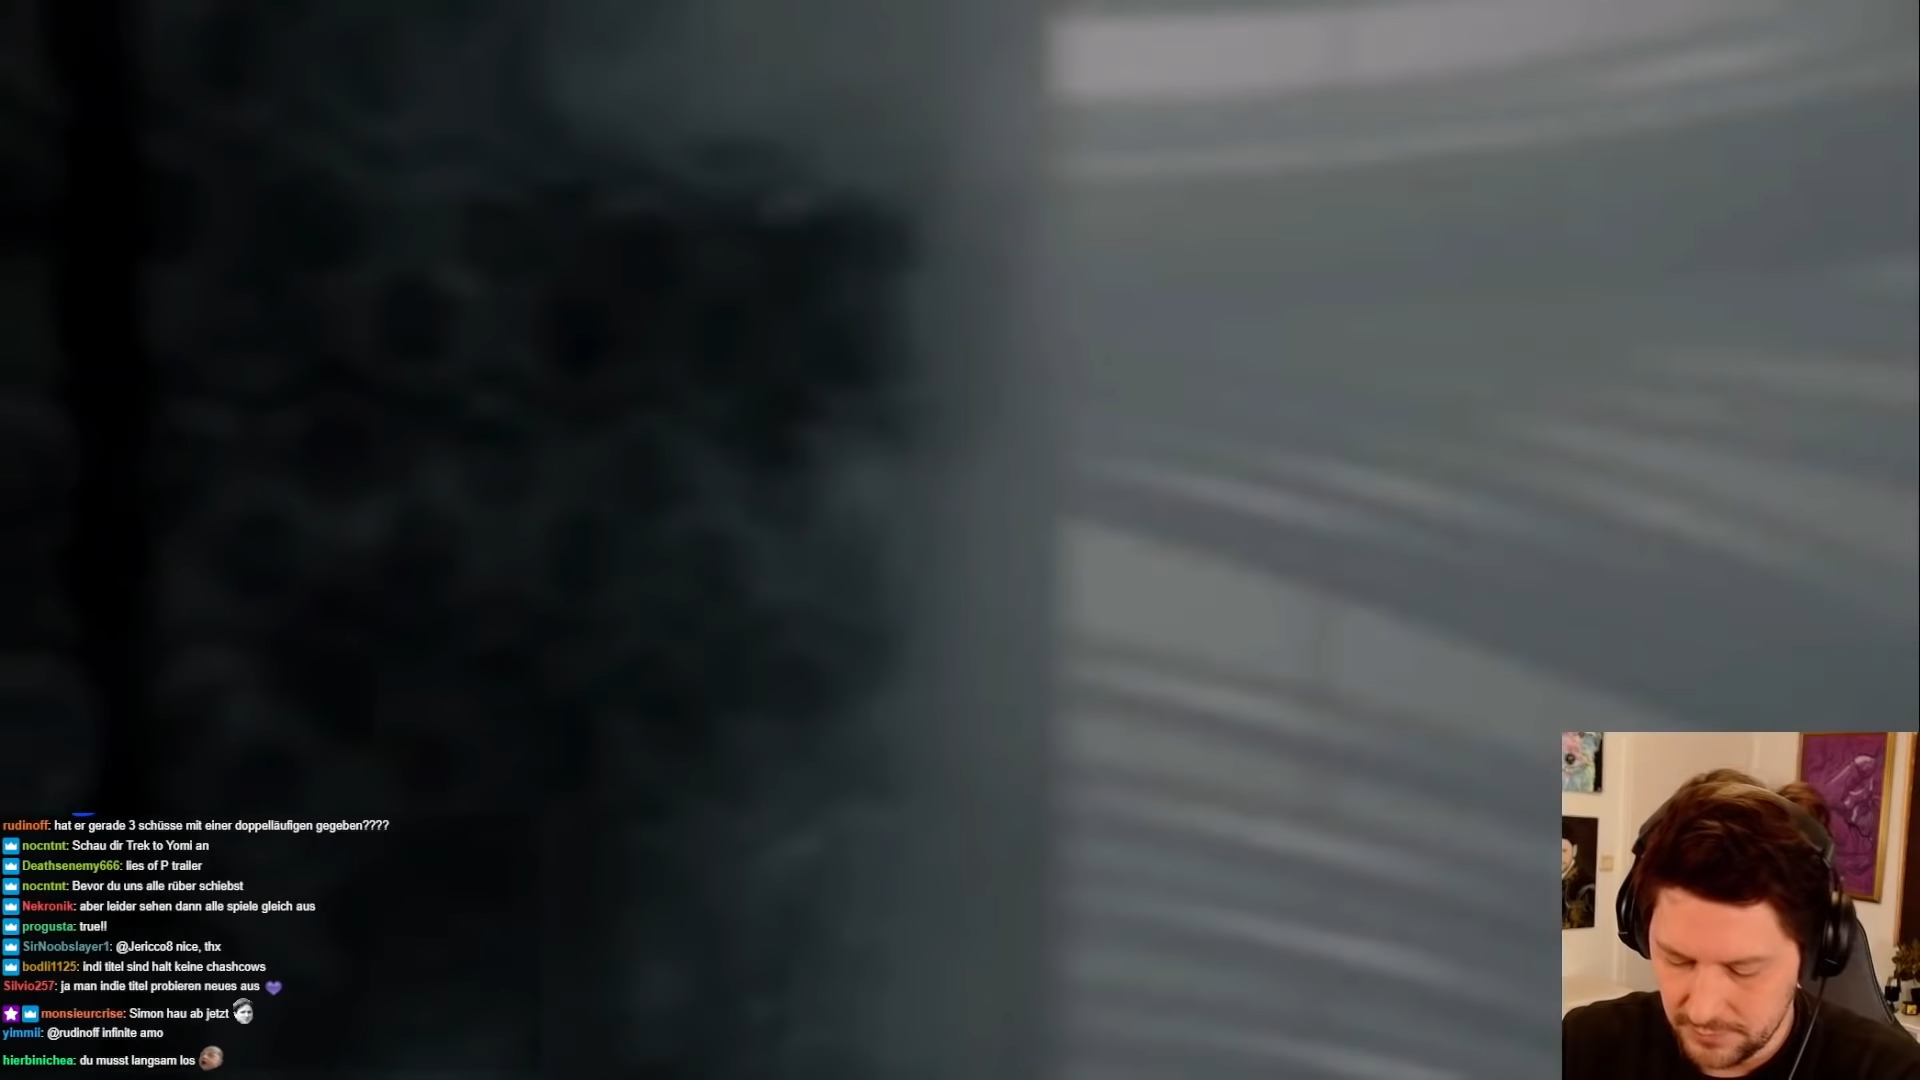 rudinoff: hat er gerade 3 schüsse mit einer doppelläufigen gegeben????
nocntnt: Schau dir Trek to Yomi an
Deathsenemy666: lies of P trailer
nocntnt: Bevor du uns alle rüber schiebst
Nekronik: aber leider sehen dann alle spiele gleich aus
progusta: true!!
SirNoobslayer1: @Jericco8 nice, thx
bodli1125: indi titel sind halt keine chashcows
Silvio257: ja man indie titel probieren neues aus
monsieurcrise: Simon hau ab jetzt
ylmmii: @rudinoff infinite amo
hierbinichea: du musst langsam los